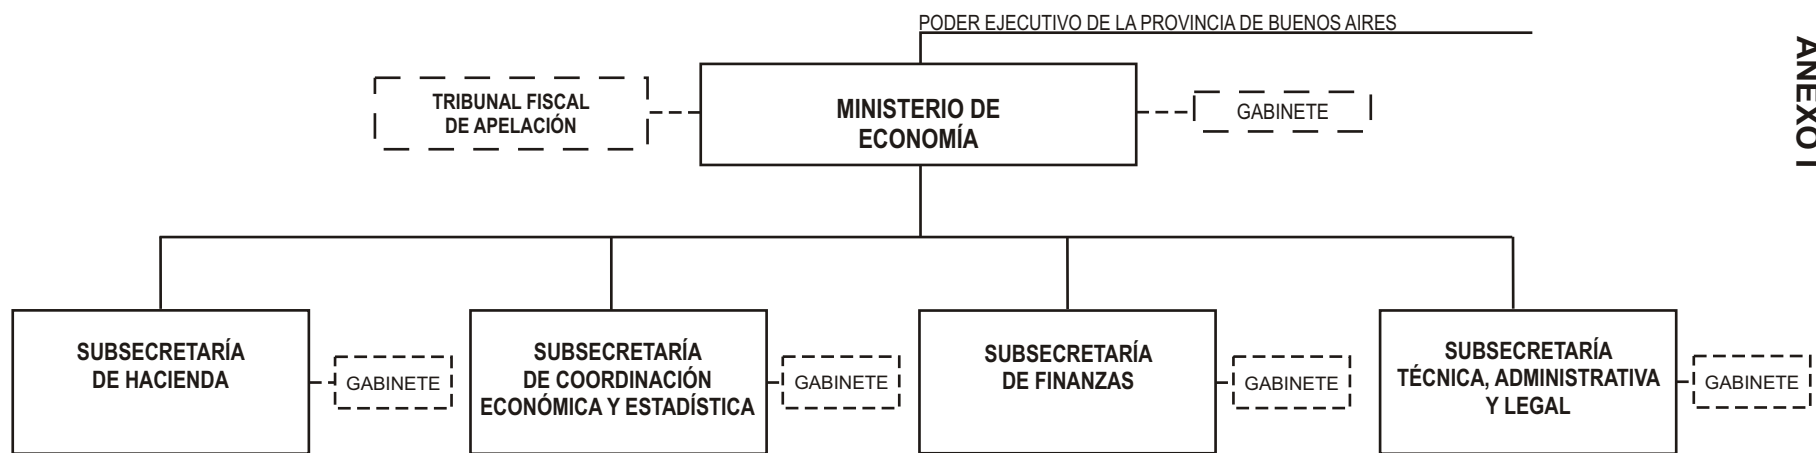 PODER EJECUTIVO DE LA PROVINCIA DE BUENOS AIRES
ANEXO I
TRIBUNAL FISCAL
DE APELACIÓN
MINISTERIO DE
ECONOMÍA
GABINETE
SUBSECRETARÍA
DE HACIENDA
GABINETE
SUBSECRETARÍA
DE COORDINACIÓN
ECONÓMICA Y ESTADÍSTICA
GABINETE
SUBSECRETARÍA
DE FINANZAS
GABINETE
SUBSECRETARÍA
TÉCNICA, ADMINISTRATIVA
Y LEGAL
GABINETE